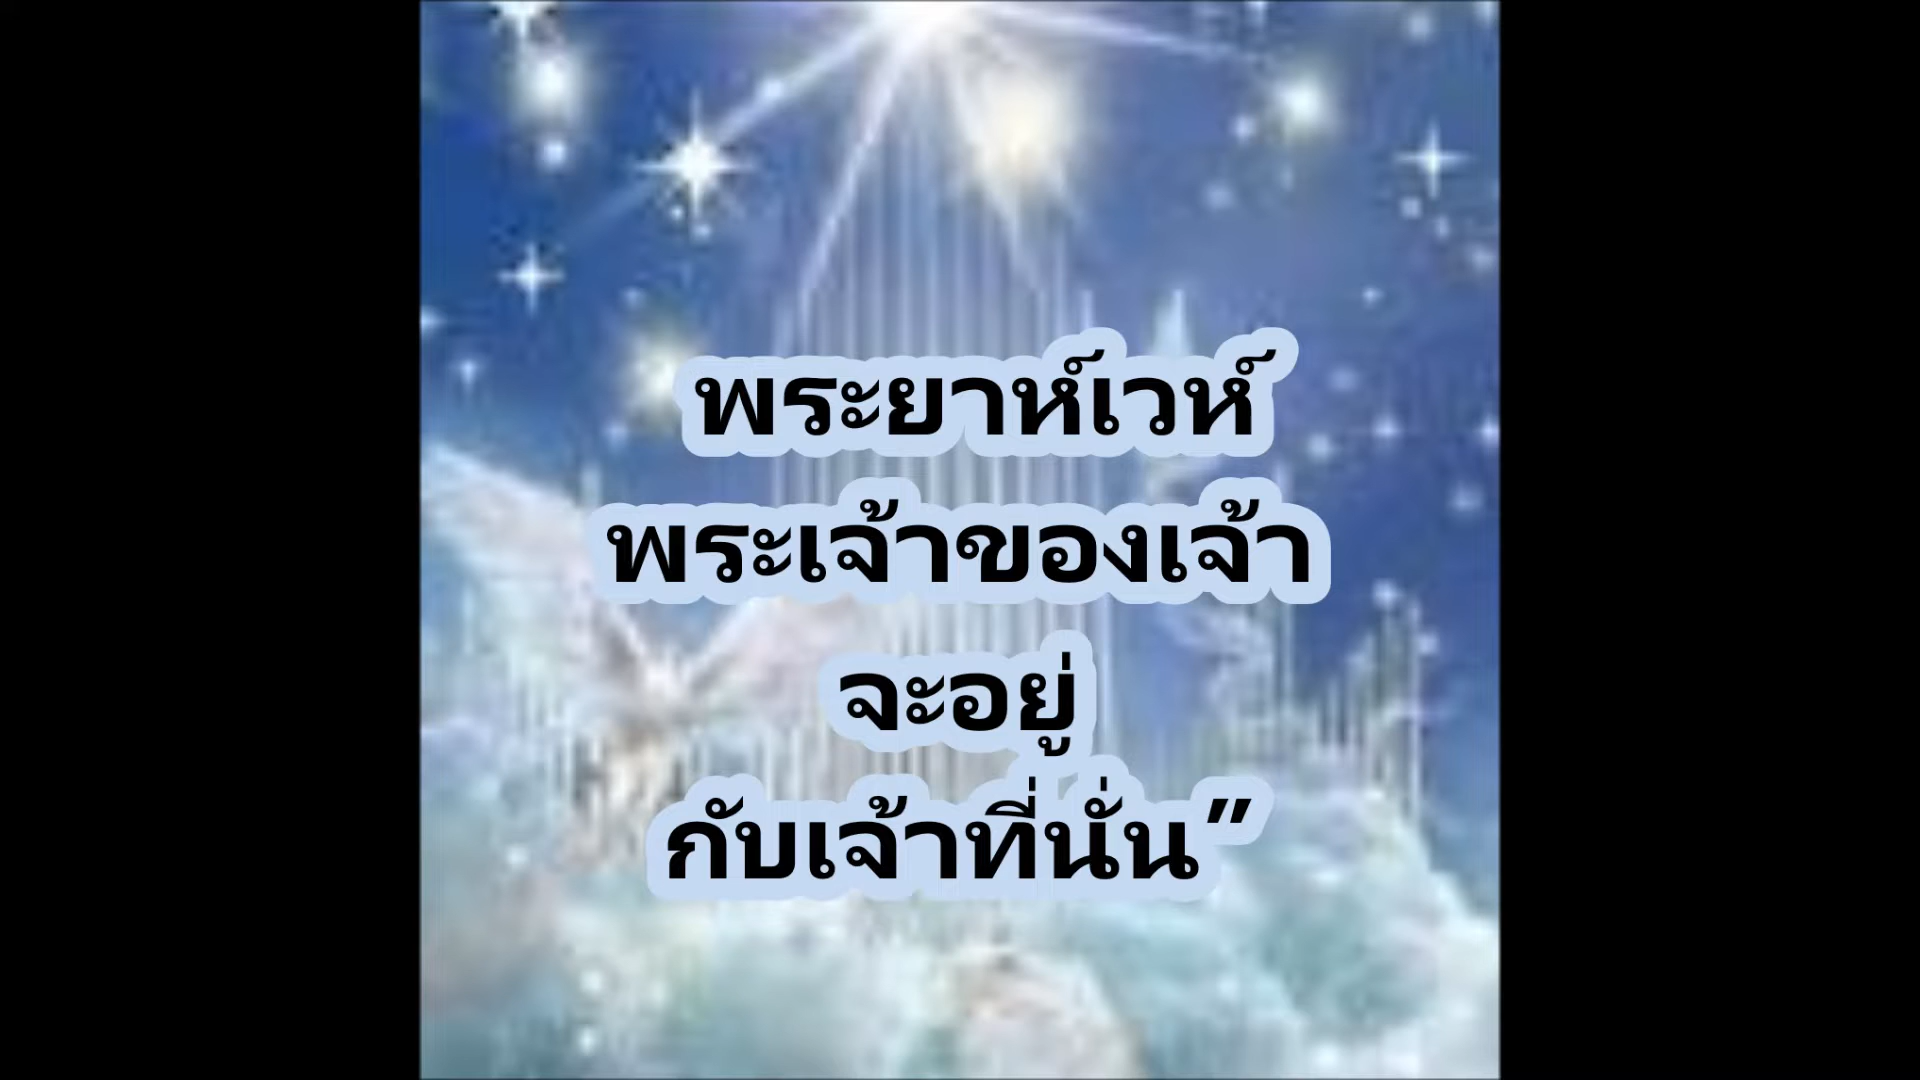 พระยาห์เวห์
พระเจ้าของเจ้า
จะอยู่
กับเจ้าที่นั่น”